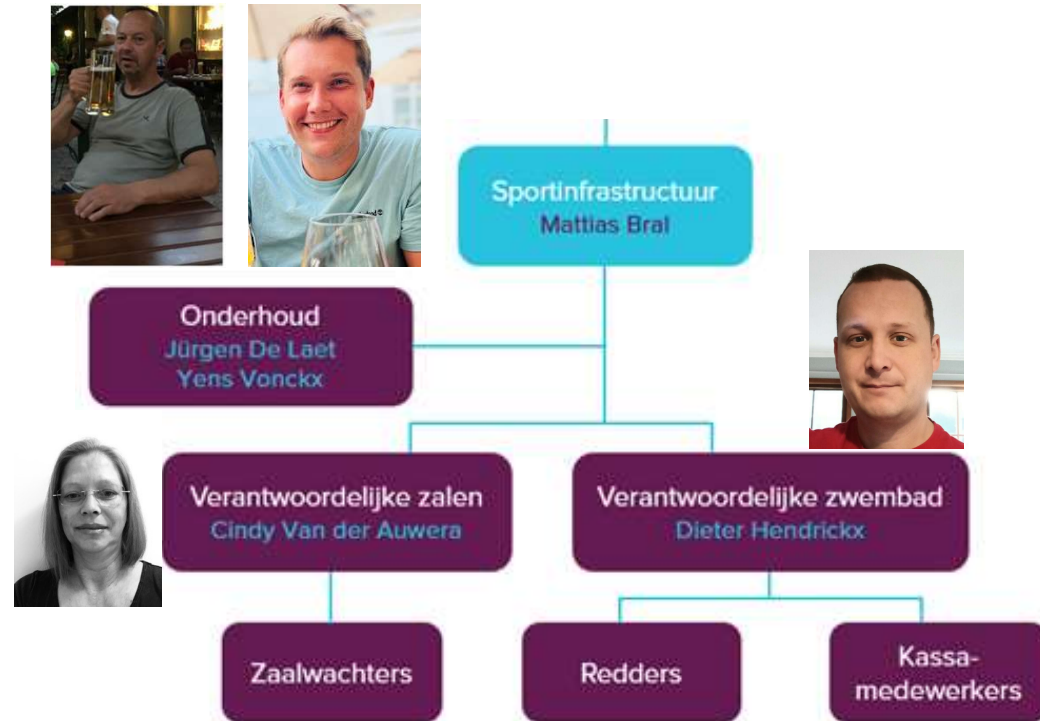 Sportinfrastructuur
Mattias Bral
Onderhoud
Jürgen De Laet
Yens Vonckx
Verantwoordelijke zalen
Cindy Van der Auwera
Verantwoordelijke zwembad
Dieter Hendrickx
Zaalwachters
Redders
Kassa-
medewerkers